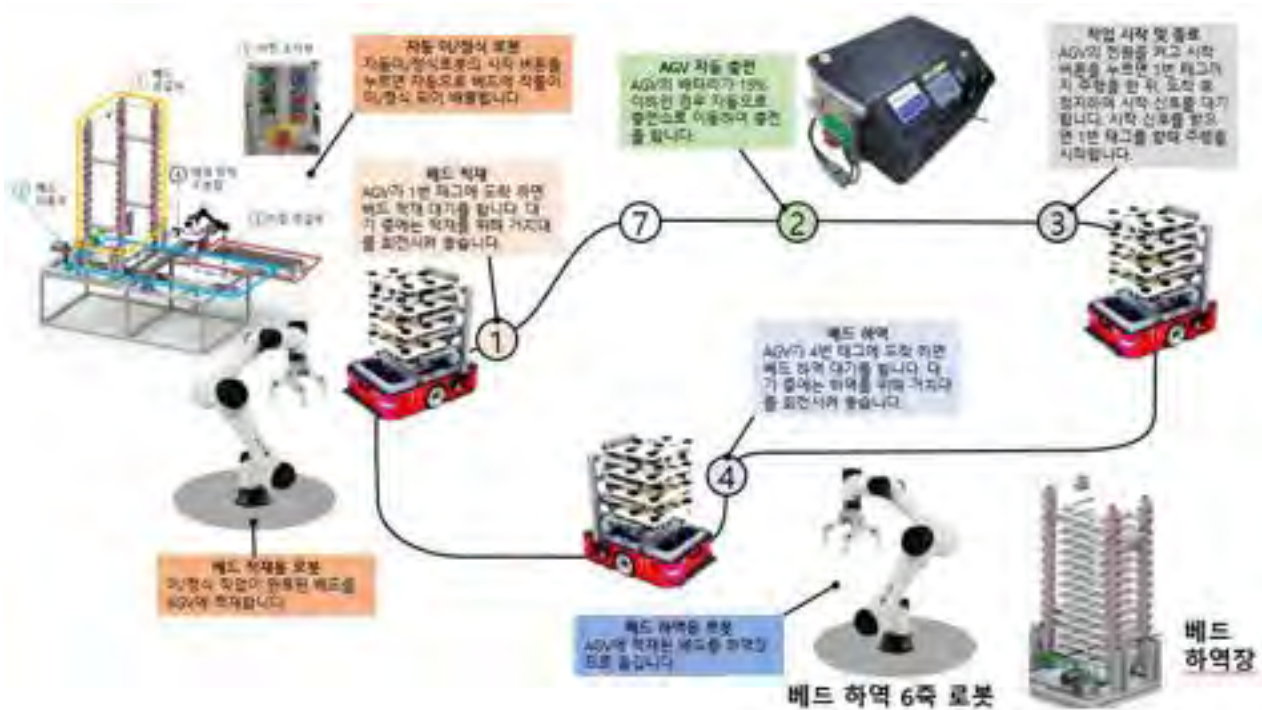 자동 이/정식 로봇
자동이/정식로봇의 시작 버튼을
누르면 자동으로 베드에 작물이
이/정식 되어 배출됩니다.
AGV 자동 충전
AGV의 배터리가 15%
이하인 경우 자동으로
충전소로 이동하여 충전
을 합니다.
작업 시작 및 종료
AGV의 전원을 켜고 시작
버튼을 누르면 3번 태그까
지 주행을 한 뒤, 도착 후
정지하여 시작 신호를 대기
합니다. 시작 신호를 받으
면 1번 태그를 향해 주행을
시작합니다.
베드 적재
AGV가 1번 태그에 도착 하면
베드 적재 대기를 합니다. 대
기 중에는 적재를 위해 거치대
를 회전시켜 놓습니다.
7
2
3
1
베드 하역
AGV가 4번 태그에 도착 하면
베드 하역 대기를 합니다. 대
기 중에는 하역를 위해 거치대
를 회전시켜 놓습니다.
4
베드 적재용 로봇
이/정식 작업이 완료된 베드를
AGV에 적재합니다.
베드 하역용 로봇
AGV에 적재된 베드를 하역장
으로 옮깁니다.
베드
하역장
베드 하역 6축 로봇